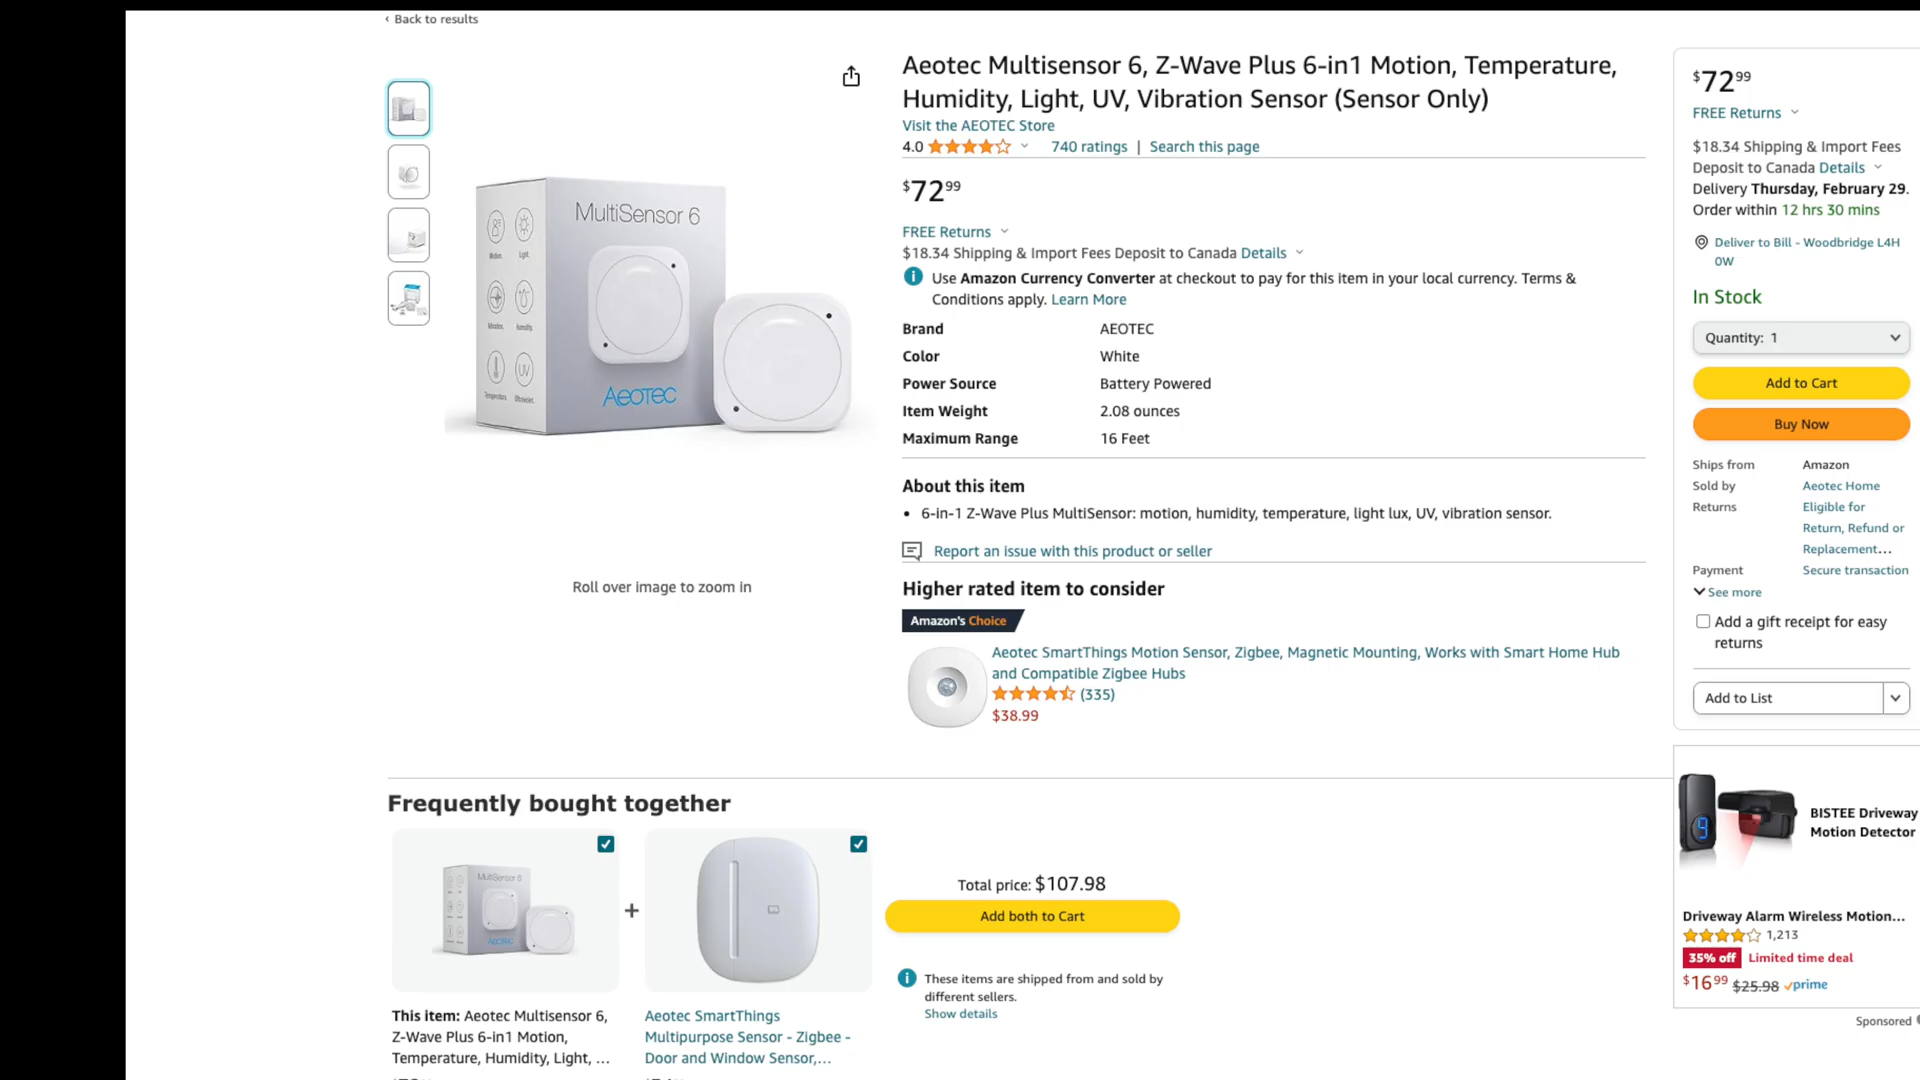 ‹ Back to results
Aeotec Multisensor 6, Z-Wave Plus 6-in1 Motion, Temperature,
Humidity, Light, UV, Vibration Sensor (Sensor Only)
Visit the AEOTEC Store
4.0
740 ratings | Search this page
$72.99
FREE Returns
$18.34 Shipping & Import Fees Deposit to Canada Details
Use Amazon Currency Converter at checkout to pay for this item in your local currency. Terms &
Conditions apply. Learn More
Brand AEOTEC
Color White
Power Source Battery Powered
Item Weight 2.08 ounces
Maximum Range 16 Feet
About this item
• 6-in-1 Z-Wave Plus MultiSensor: motion, humidity, temperature, light lux, UV, vibration sensor.
Report an issue with this product or seller
Higher rated item to consider
Amazon's Choice
Aeotec SmartThings Motion Sensor, Zigbee, Magnetic Mounting, Works with Smart Home Hub
and Compatible Zigbee Hubs
(335)
$38.99
MultiSensor 6
Motion. Light.
Vibration. Humidity.
UV
Temperature. Ultraviolet.
AEOTEC
Roll over image to zoom in
$72.99
FREE Returns
$18.34 Shipping & Import Fees
Deposit to Canada Details
Delivery Thursday, February 29.
Order within 12 hrs 30 mins
Deliver to Bill - Woodbridge L4H
0W
In Stock
Quantity: 1
Add to Cart
Buy Now
Ships from Amazon
Sold by Aeotec Home
Returns Eligible for
Return, Refund or
Replacement...
Payment Secure transaction
See more
Add a gift receipt for easy
returns
Add to List
BISTEE Driveway
Motion Detector
9
Driveway Alarm Wireless Motion...
1,213
35% off Limited time deal
$16.99 $25.98 prime
Sponsored
Frequently bought together
MultiSensor 6
AEOTEC
+
Total price: $107.98
Add both to Cart
These items are shipped from and sold by
different sellers.
Show details
This item: Aeotec Multisensor 6,
Z-Wave Plus 6-in1 Motion,
Temperature, Humidity, Light, ...
Aeotec SmartThings
Multipurpose Sensor - Zigbee -
Door and Window Sensor,...